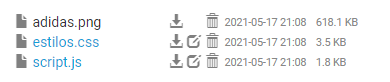 adidas.png 2021-05-17 21:08 618.1 KB
estilos.css 2021-05-17 21:08 3.5 KB
script.js 2021-05-17 21:08 1.8 KB